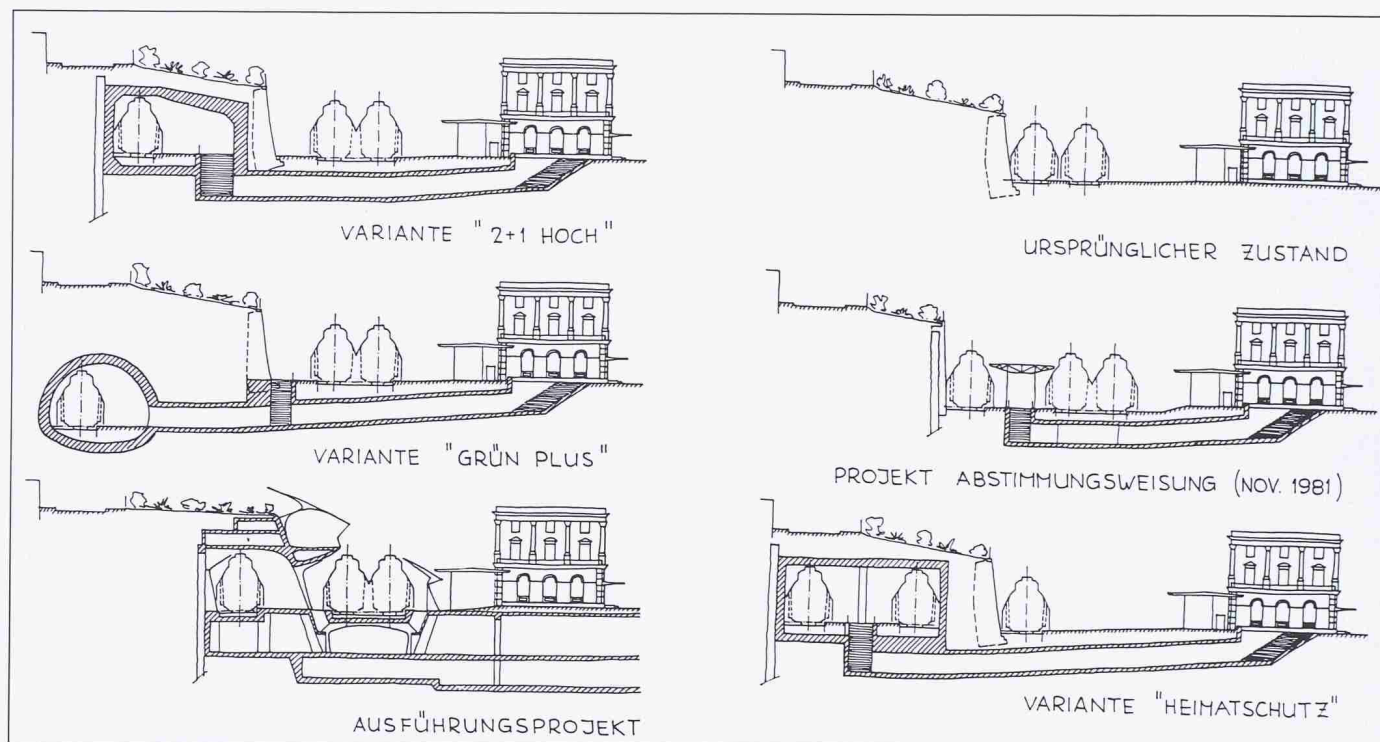 VARIANTE "2+1 HOCH"
URSPRÜNGLICHER ZUSTAND
VARIANTE "GRÜN PLUS"
PROJEKT ABSTIMMUNGSWEISUNG (NOV. 1981)
AUSFÜHRUNGSPROJEKT
VARIANTE "HEIMATSCHUTZ"